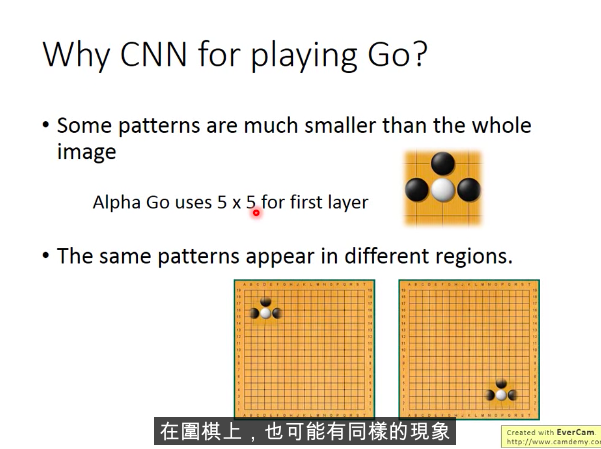 Why CNN for playing Go?
• Some patterns are much smaller than the whole
image
Alpha Go uses 5 x 5 for first layer
• The same patterns appear in different regions.
在圍棋上，也可能有同樣的現象
Created with EverCam.
http://www.camdemy.co